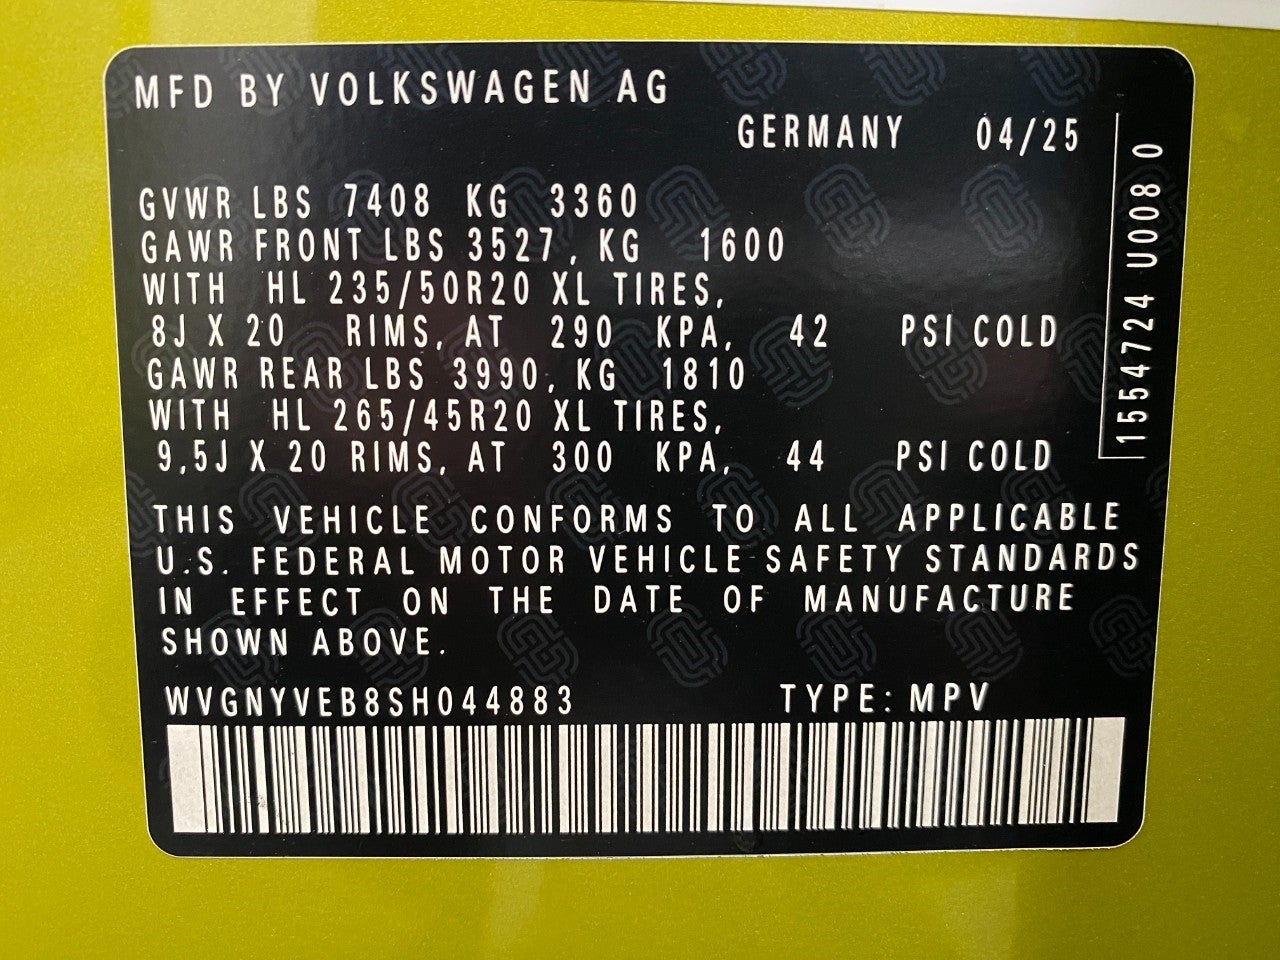 MFD BY VOLKSWAGEN AG
GERMANY 04/25
GVWR LBS 7408 KG 3360
GAWR FRONT LBS 3527, KG 1600
WITH HL 235/50R20 XL TIRES,
8J X 20 RIMS, AT 290 KPA, 42 PSI COLD
GAWR REAR LBS 3990, KG 1810
WITH HL 265/45R20 XL TIRES,
9,5J X 20 RIMS, AT 300 KPA, 44 PSI COLD
THIS VEHICLE CONFORMS TO ALL APPLICABLE
U.S. FEDERAL MOTOR VEHICLE SAFETY STANDARDS
IN EFFECT ON THE DATE OF MANUFACTURE
SHOWN ABOVE.
WVGNYVEB8SH044883 TYPE: MPV
1554724 U008 0